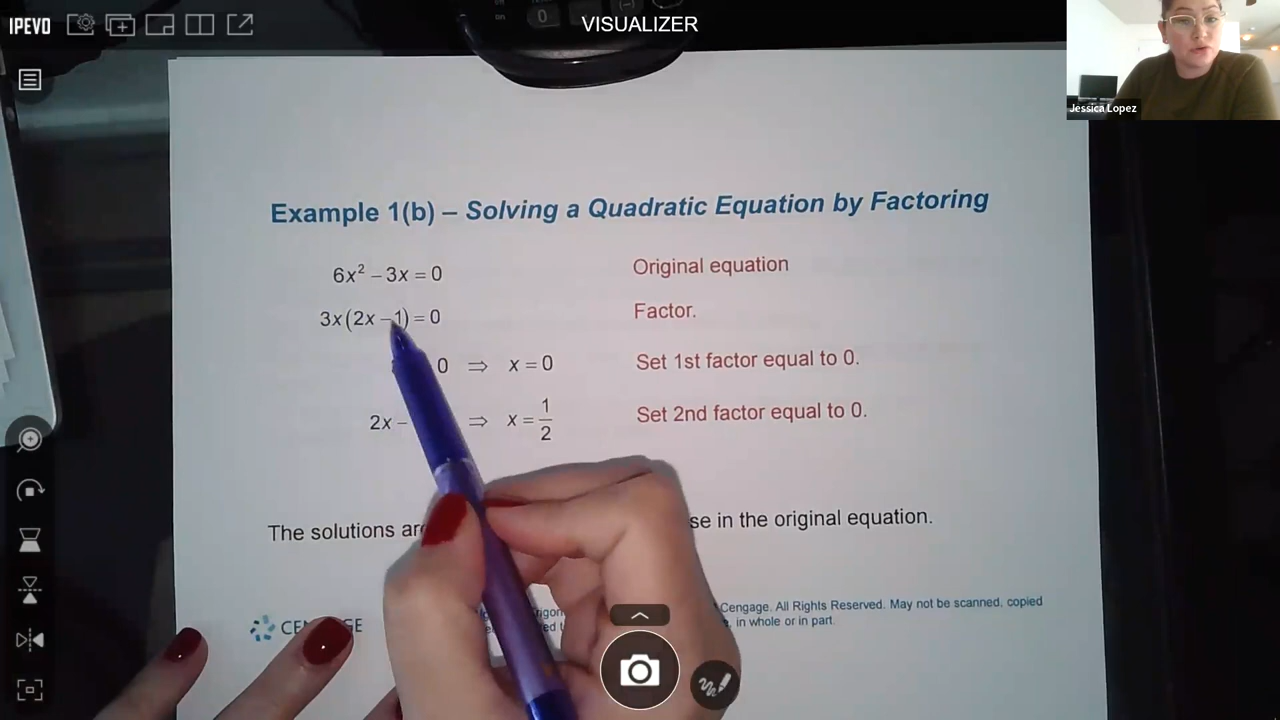 IPEVO
VISUALIZER
Jessica Lopez
Example 1(b) – Solving a Quadratic Equation by Factoring
6x² – 3x = 0 Original equation
3x(2x – 1) = 0 Factor.
0 ⇒ x = 0 Set 1st factor equal to 0.
2x – ⇒ x = 1/2 Set 2nd factor equal to 0.
The solutions are in the original equation.
Cengage. All Rights Reserved. May not be scanned, copied
in whole or in part.